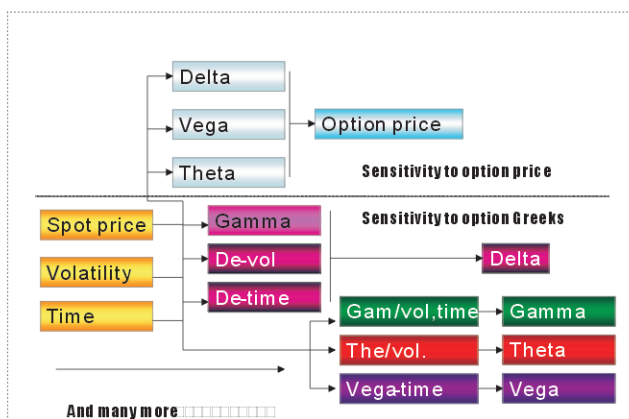 Delta
Vega
Option price
Theta
Sensitivity to option price
Spot price
Gamma
Sensitivity to option Greeks
Volatility
De-vol
Delta
Time
De-time
Gam/vol,time
Gamma
The/vol.
Theta
Vega-time
Vega
And many more □□□□□□□□□